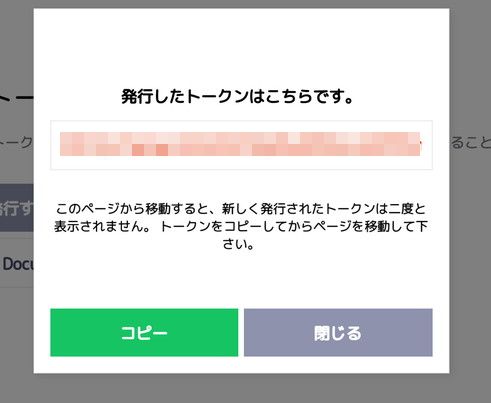 発行したトークンはこちらです。
このページから移動すると、新しく発行されたトークンは二度と
表示されません。 トークンをコピーしてからページを移動して下
さい。
コピー
閉じる
トー
トーク
ること
発行す
Docu